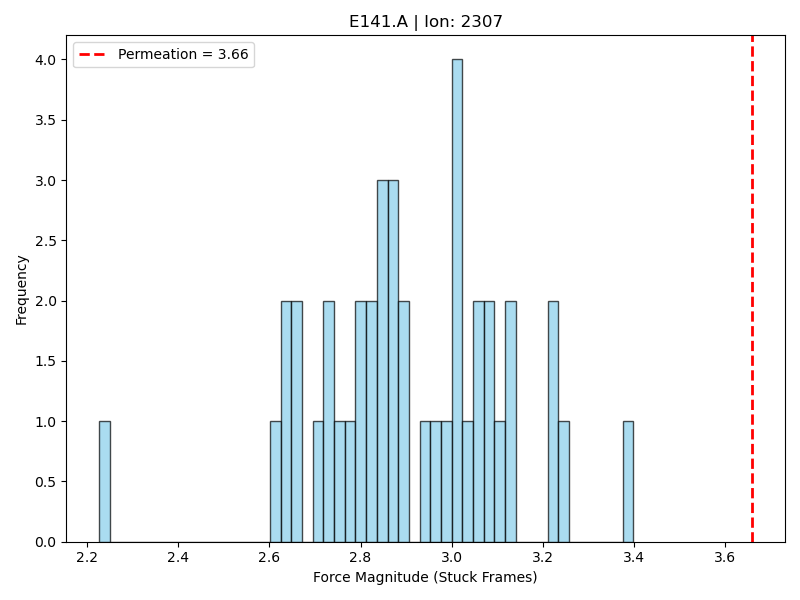 E141.A | Ion: 2307
Permeation = 3.66
4.0
3.5
3.0
2.5
2.0
1.5
1.0
0.5
0.0
Frequency
2.2 2.4 2.6 2.8 3.0 3.2 3.4 3.6
Force Magnitude (Stuck Frames)